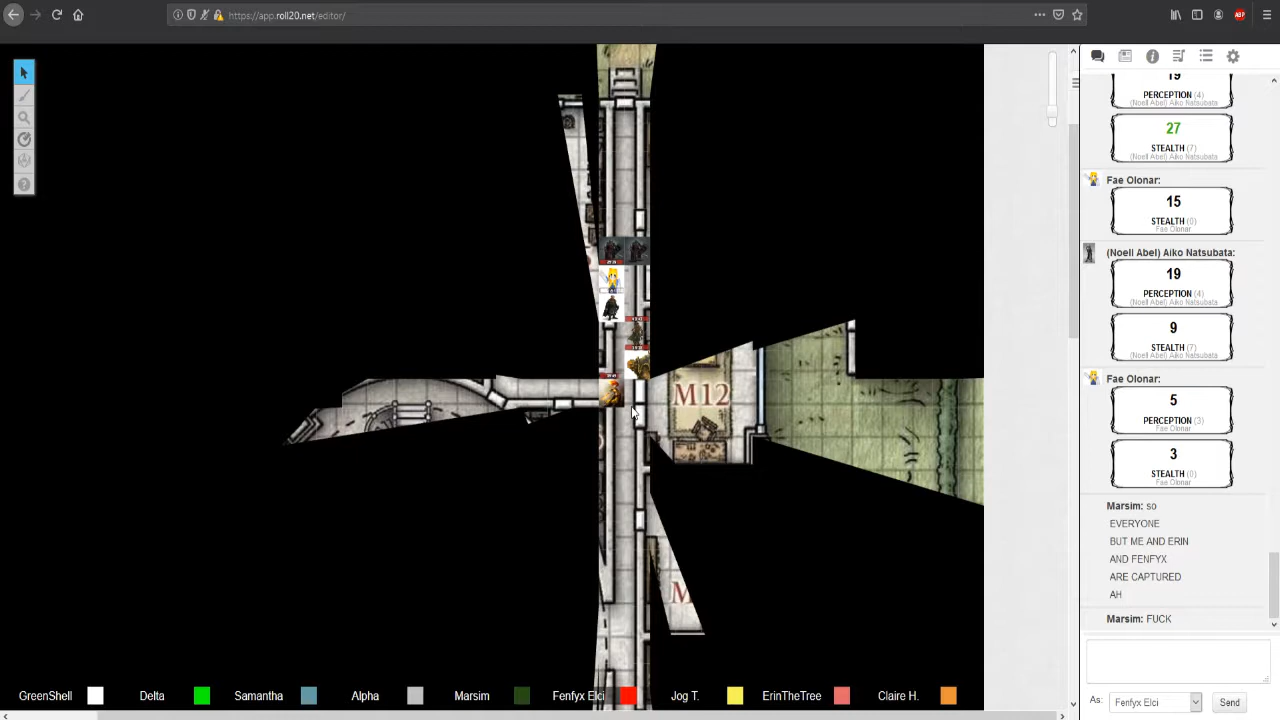 https://app.roll20.net/editor/
ABP
19
PERCEPTION (4)
(Noell Abel) Aiko Natsubata
27
STEALTH (7)
(Noell Abel) Aiko Natsubata
Fae Olonar:
15
STEALTH (0)
Fae Olonar
(Noell Abel) Aiko Natsubata:
19
PERCEPTION (4)
(Noell Abel) Aiko Natsubata
9
STEALTH (7)
(Noell Abel) Aiko Natsubata
Fae Olonar:
5
PERCEPTION (3)
Fae Olonar
3
STEALTH (0)
Fae Olonar
Marsim: so
EVERYONE
BUT ME AND ERIN
AND FENFYX
ARE CAPTURED
AH
Marsim: FUCK
As: Fenfyx Elci
Send
M12
M
GreenShell
Delta
Samantha
Alpha
Marsim
Fenfyx Elci
Jog T.
ErinTheTree
Claire H.